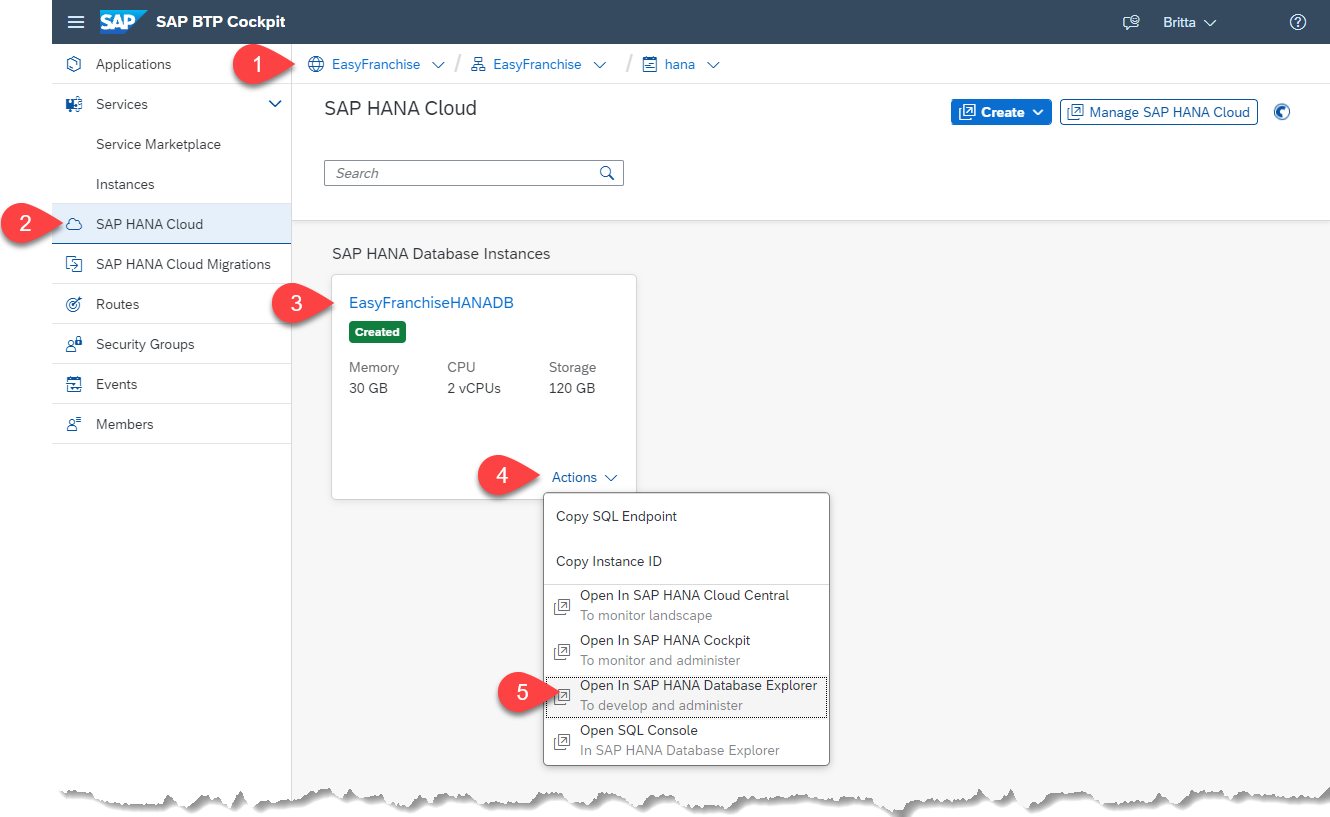 SAP SAP BTP Cockpit Britta
Applications
1 EasyFranchise / EasyFranchise / hana
Services
Service Marketplace
Instances
2 SAP HANA Cloud
SAP HANA Cloud Migrations
Routes
Security Groups
Events
Members
SAP HANA Cloud
Create Manage SAP HANA Cloud
Search
SAP HANA Database Instances
3 EasyFranchiseHANADB
Created
Memory CPU Storage
30 GB 2 vCPUs 120 GB
4 Actions
Copy SQL Endpoint
Copy Instance ID
Open In SAP HANA Cloud Central
To monitor landscape
Open In SAP HANA Cockpit
To monitor and administer
5 Open In SAP HANA Database Explorer
To develop and administer
Open SQL Console
In SAP HANA Database Explorer